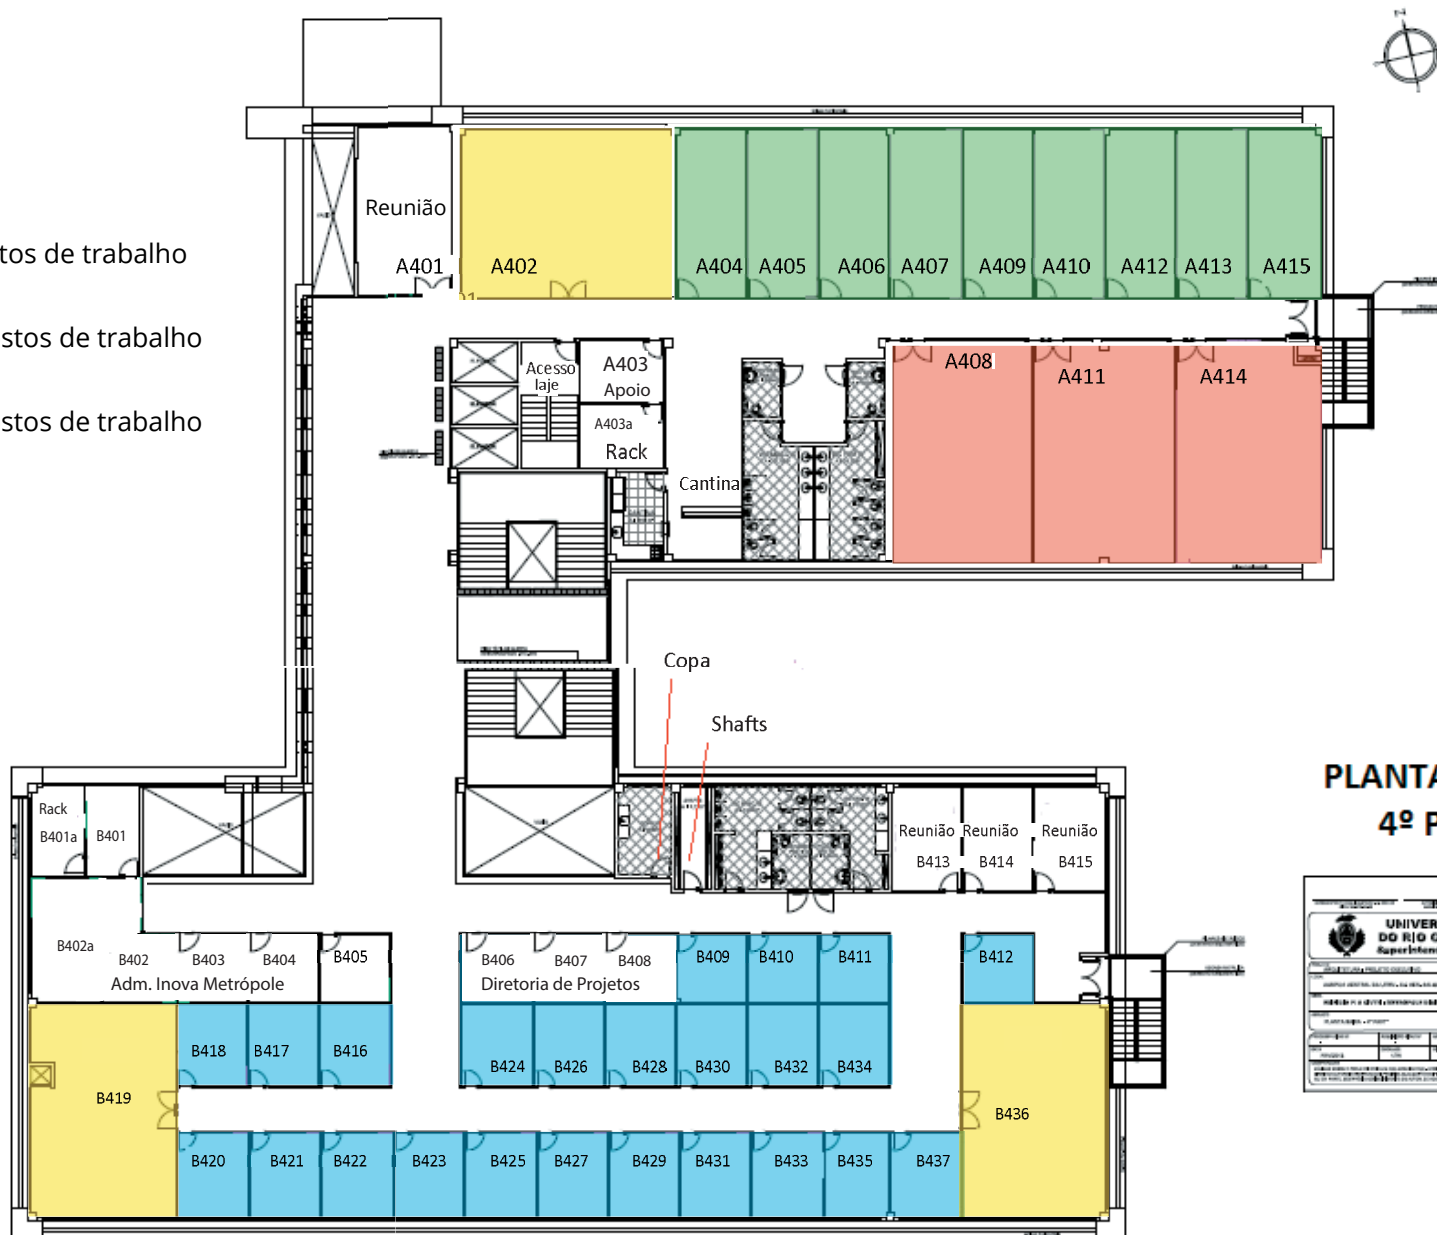 Reunião
A401
A402
A404
A405
A406
A407
A409
A410
A412
A413
A415
tos de trabalho
stos de trabalho
stos de trabalho
Acesso
laje
A403
Apoio
A403a
Rack
Cantina
A408
A411
A414
Copa
Shafts
PLANTA
4º P
Rack
B401a
B401
Reunião
B413
Reunião
B414
Reunião
B415
B402a
B402
B403
B404
B405
Adm. Inova Metrópole
B406
B407
B408
Diretoria de Projetos
B409
B410
B411
B412
UNIVER
DO RIO G
Superinten
B418
B417
B416
B424
B426
B428
B430
B432
B434
B419
B436
B420
B421
B422
B423
B425
B427
B429
B431
B433
B435
B437